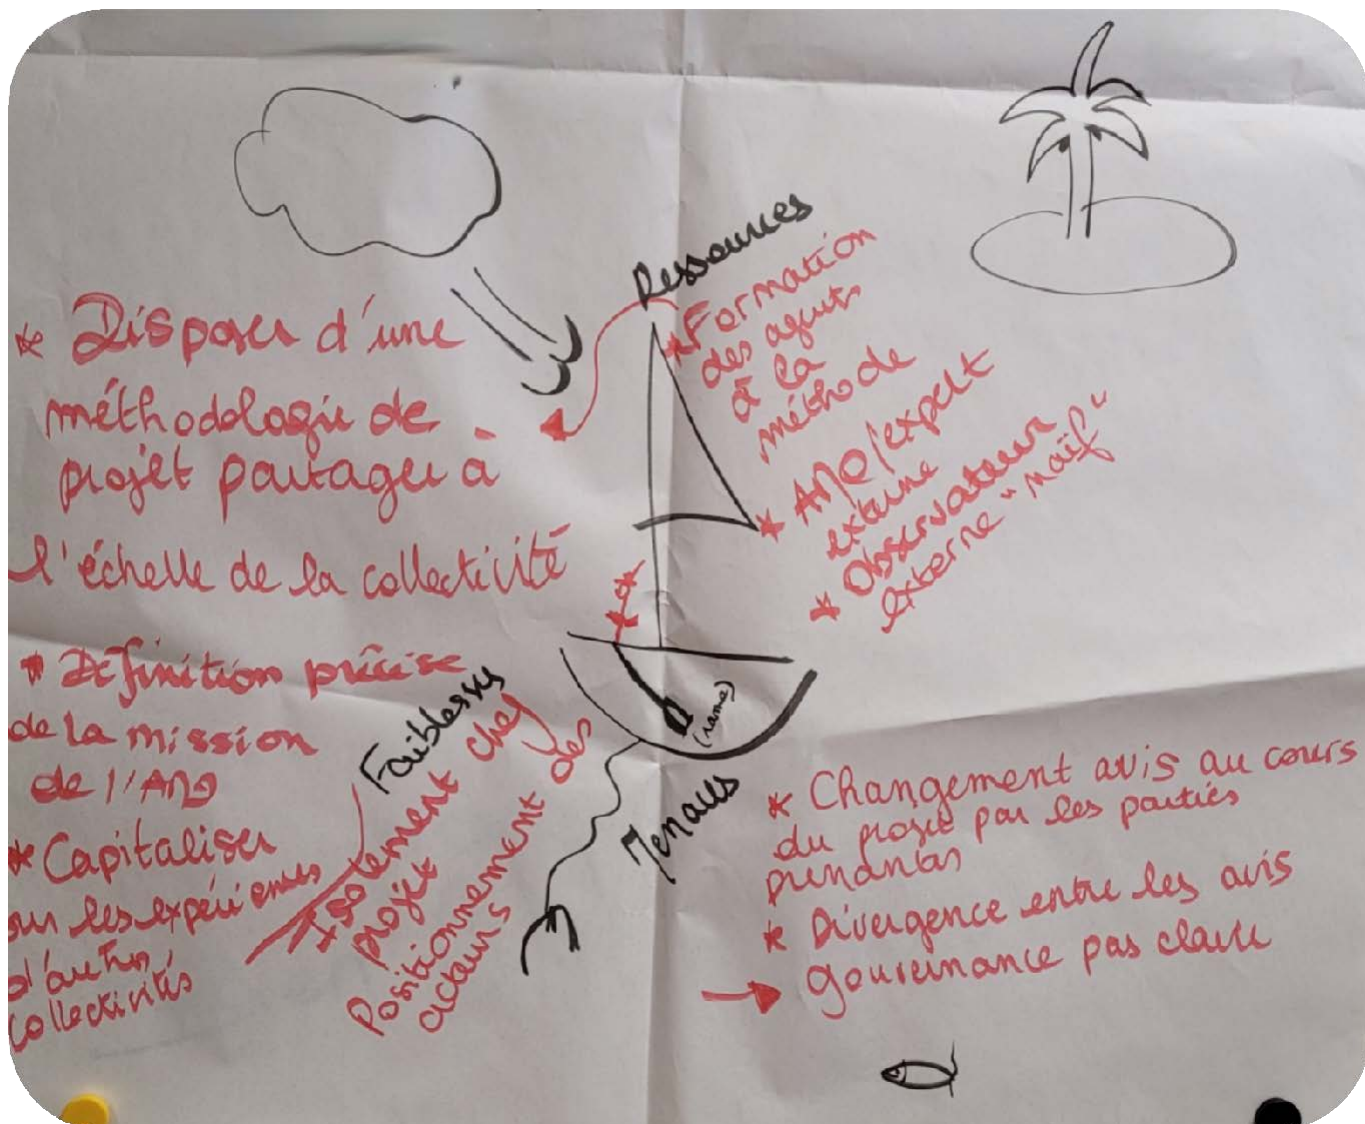 * Disposer d'une
méthodologie de
projet partagée à
l'échelle de la collectivité
* Définition précise
de la mission
de l'AMO
* Capitaliser
sur les expériences
d'autres
collectivités
Ressources
* Formation
des agents
à la
méthode
* AMO/expert
externe
* Observateur
externe "naïf"
(rame)
Faiblesses
Isolement chef
projet
Positionnement des
acteurs
Menaces
* Changement avis au cours
du projet par les parties
prenantes
* Divergence entre les avis
gouvernance pas claire